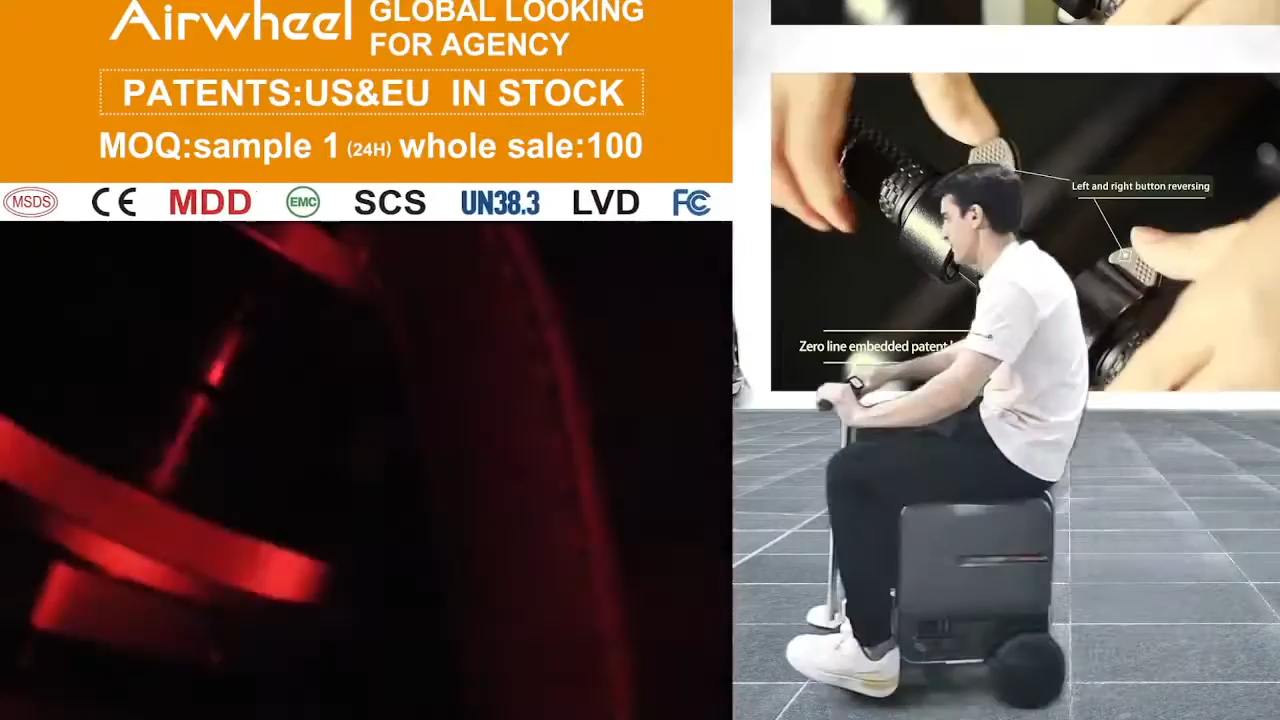 Airwheel
GLOBAL LOOKING
FOR AGENCY
PATENTS:US&EU IN STOCK
MOQ:sample 1 (24H) whole sale:100
MSDS
CE
MDD
EMC
SCS
UN38.3
LVD
FC
Left and right button reversing
Zero line embedded patent